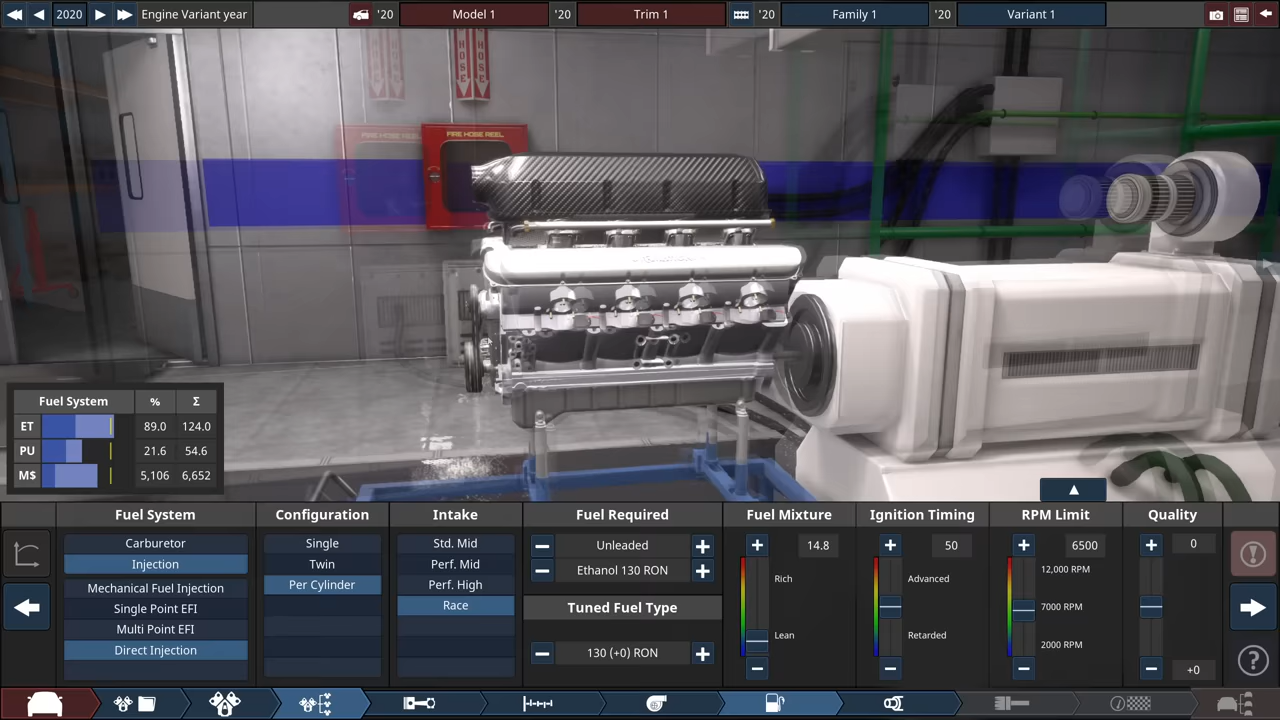 2020 Engine Variant year '20 Model 1 '20 Trim 1 '20 Family 1 '20 Variant 1
HOSE
FIRE HOSE REEL
FIRE HOSE REEL
Fuel System % Σ
ET 89.0 124.0
PU 21.6 54.6
M$ 5,106 6,652
Fuel System
Carburetor
Injection
Mechanical Fuel Injection
Single Point EFI
Multi Point EFI
Direct Injection
Configuration
Single
Twin
Per Cylinder
Intake
Std. Mid
Perf. Mid
Perf. High
Race
Fuel Required
Unleaded
Ethanol 130 RON
Tuned Fuel Type
130 (+0) RON
Fuel Mixture
14.8
Rich
Lean
Ignition Timing
50
Advanced
Retarded
RPM Limit
6500
12,000 RPM
7000 RPM
2000 RPM
Quality
0
+0